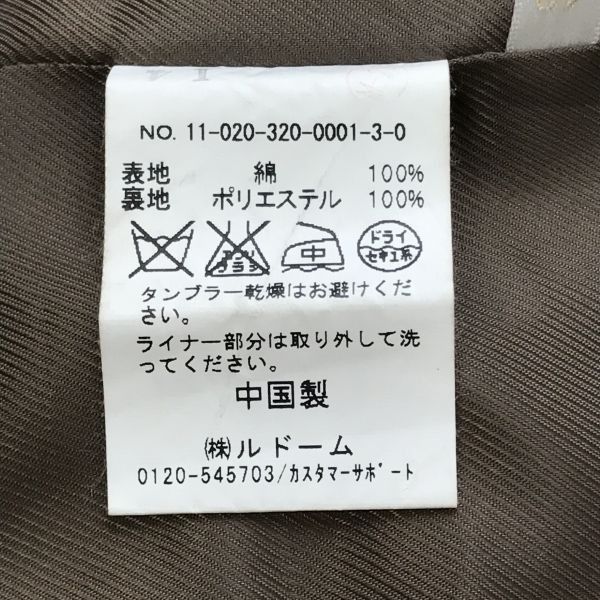 NO. 11-020-320-0001-3-0
表地 綿 100%
裏地 ポリエステル 100%
中
ドライ
セキユ系
タンブラー乾燥はお避けくだ
さい。
ライナー部分は取り外して洗
ってください。
中国製
㈱ルドーム
0120-545703/カスタマーサポート